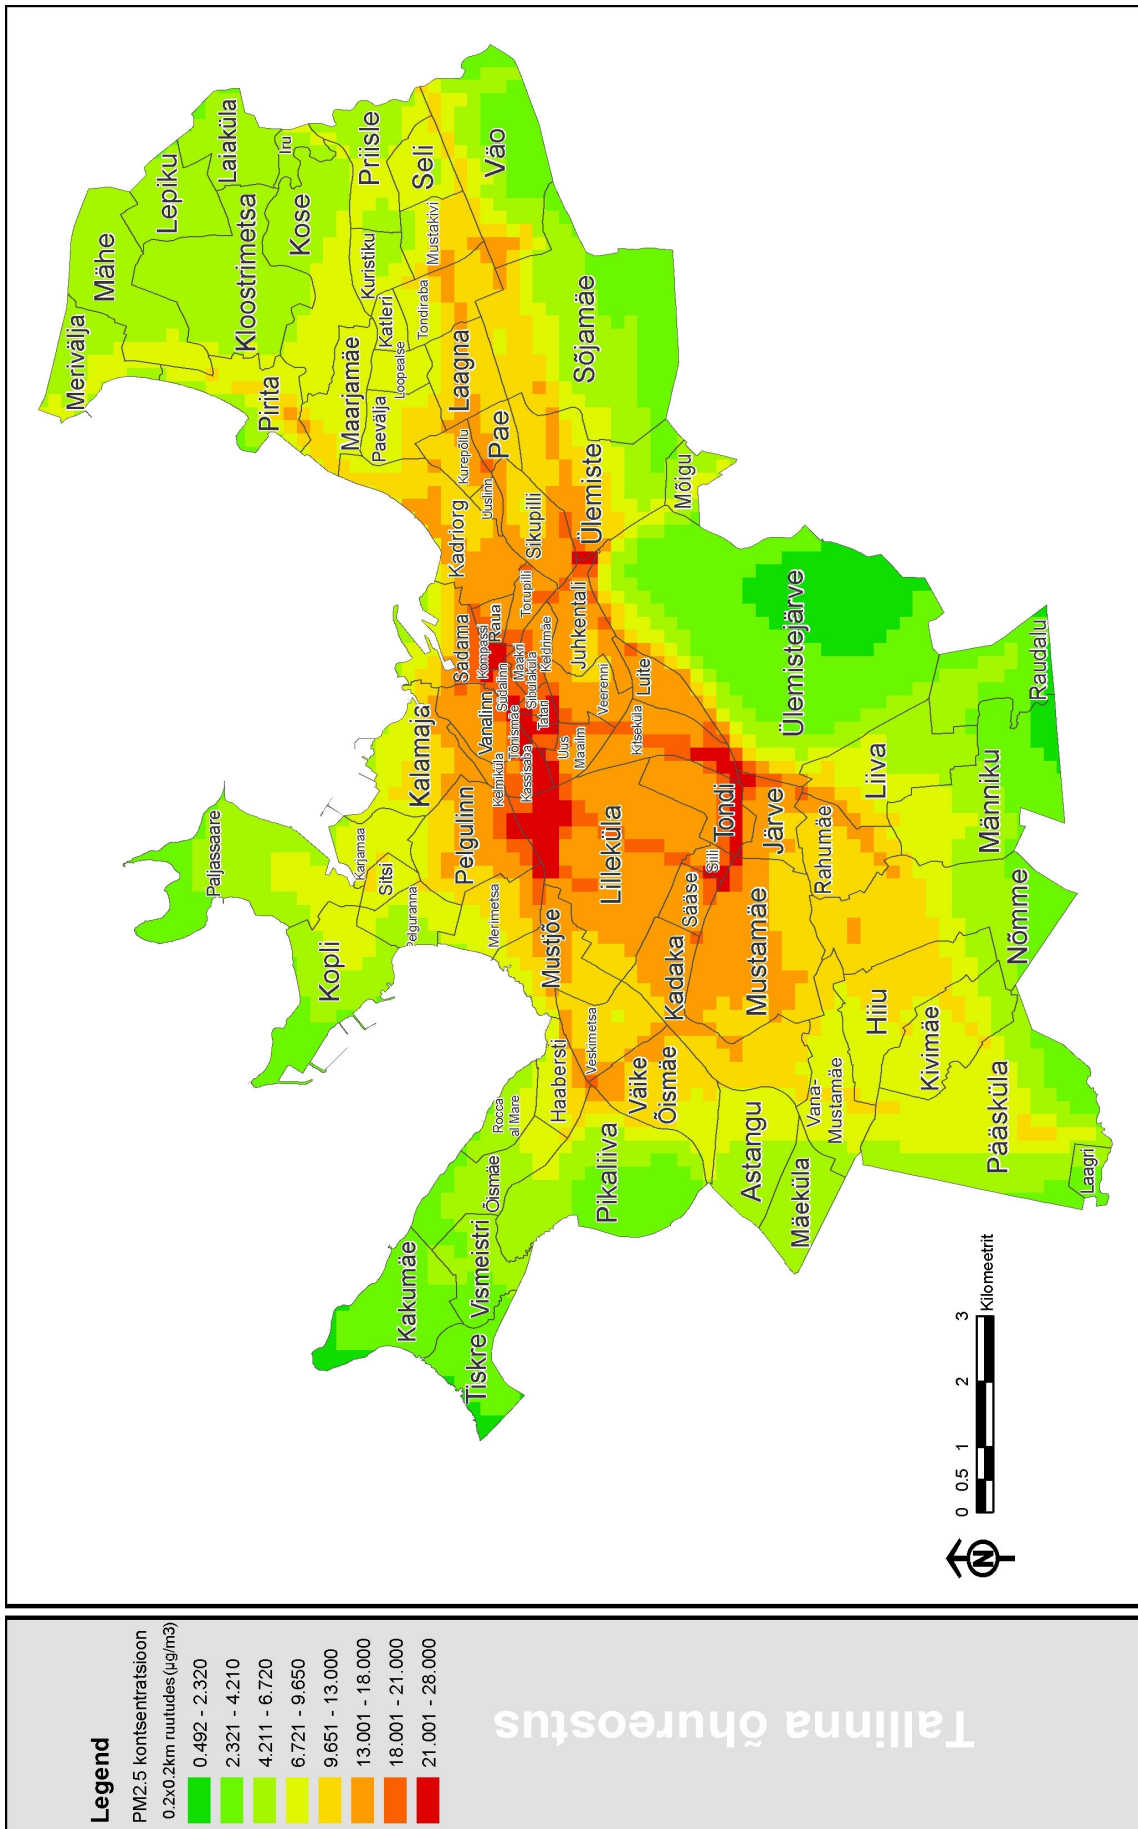 Legend
PM2.5 kontsentratsioon
0.2x0.2km ruutudes(µg/m3)
0.492 - 2.320
2.321 - 4.210
4.211 - 6.720
6.721 - 9.650
9.651 - 13.000
13.001 - 18.000
18.001 - 21.000
21.001 - 28.000
Tallinna õhureostus
Merivälja
Mähe
Lepiku
Laiaküla
Kloostrimetsa
Iru
Kose
Pirita
Maarjamäe
Kuristiku
Priisle
Paevälja
Katleri
Loopealse
Seli
Mustakivi
Tondiraba
Laagna
Väo
Kurepõllu
Pae
Uuslinn
Kadriorg
Sikupilli
Sõjamäe
Ülemiste
Mõigu
Torupilli
Juhkentali
Sadama
Raua
Kompassi
Maakri
Keldrimäe
Südalinn
Sibulaküla
Tatari
Veerenni
Luite
Kitseküla
Vanalinn
Tõnismäe
Kassisaba
Uus
Maailm
Kelmiküla
Kalamaja
Pelgulinn
Paljassaare
Karjamaa
Sitsi
Pelguranna
Kopli
Merimetsa
Mustjõe
Lilleküla
Tondi
Siili
Sääse
Kadaka
Mustamäe
Järve
Rahumäe
Liiva
Ülemistejärve
Raudalu
Männiku
Nõmme
Hiiu
Kivimäe
Pääsküla
Laagri
Vana-
Mustamäe
Mäeküla
Astangu
Väike
Õismäe
Veskimetsa
Haabersti
Pikaliiva
Rocca
al Mare
Õismäe
Vismeistri
Kakumäe
Tiskre
N
0 0.5 1 2 3
Kilomeetrit